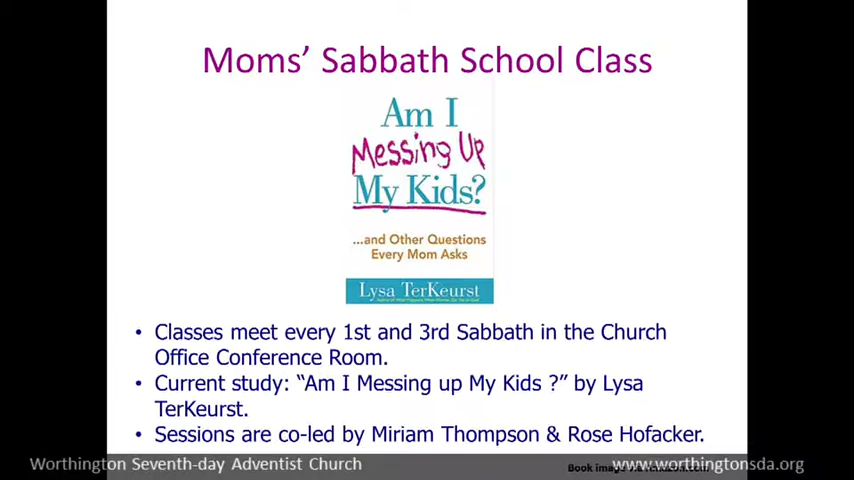 Moms' Sabbath School Class
Am I
Messing Up
My Kids?
...and Other Questions
Every Mom Asks
Lysa TerKeurst
• Classes meet every 1st and 3rd Sabbath in the Church
Office Conference Room.
• Current study: “Am I Messing up My Kids ?” by Lysa
TerKeurst.
• Sessions are co-led by Miriam Thompson & Rose Hofacker.
Worthington Seventh-day Adventist Church
Book image
www.worthingtonsda.org